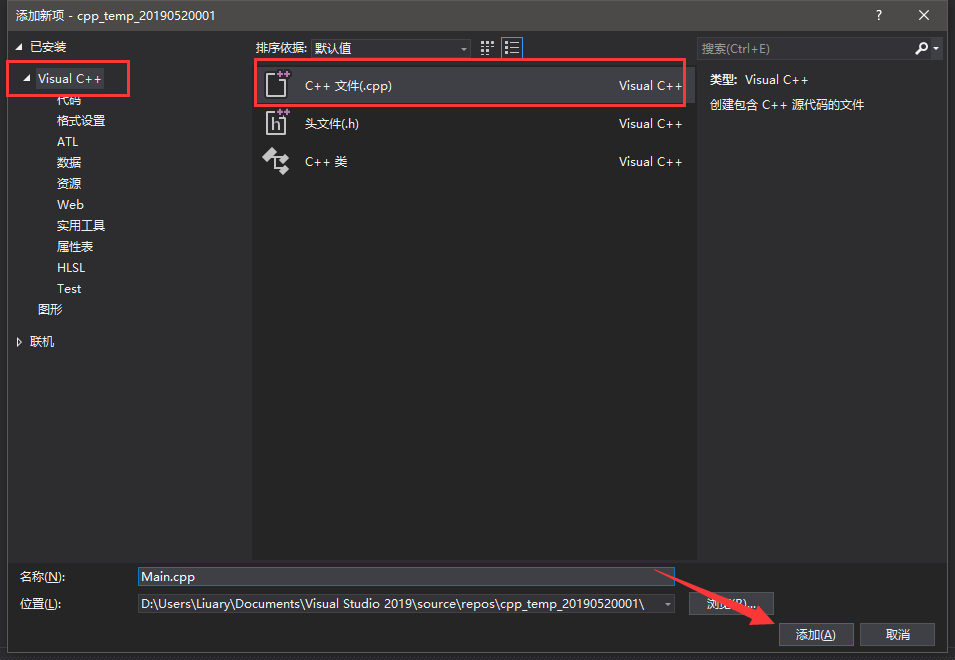 添加新项 - cpp_temp_20190520001
?
已安装
Visual C++
代码
格式设置
ATL
数据
资源
Web
实用工具
属性表
HLSL
Test
图形
联机
排序依据: 默认值
C++ 文件(.cpp) Visual C++
头文件(.h) Visual C++
C++ 类 Visual C++
搜索(Ctrl+E)
类型: Visual C++
创建包含 C++ 源代码的文件
名称(N): Main.cpp
位置(L): D:\Users\Liuary\Documents\Visual Studio 2019\source\repos\cpp_temp_20190520001\
浏览(B)...
添加(A) 取消